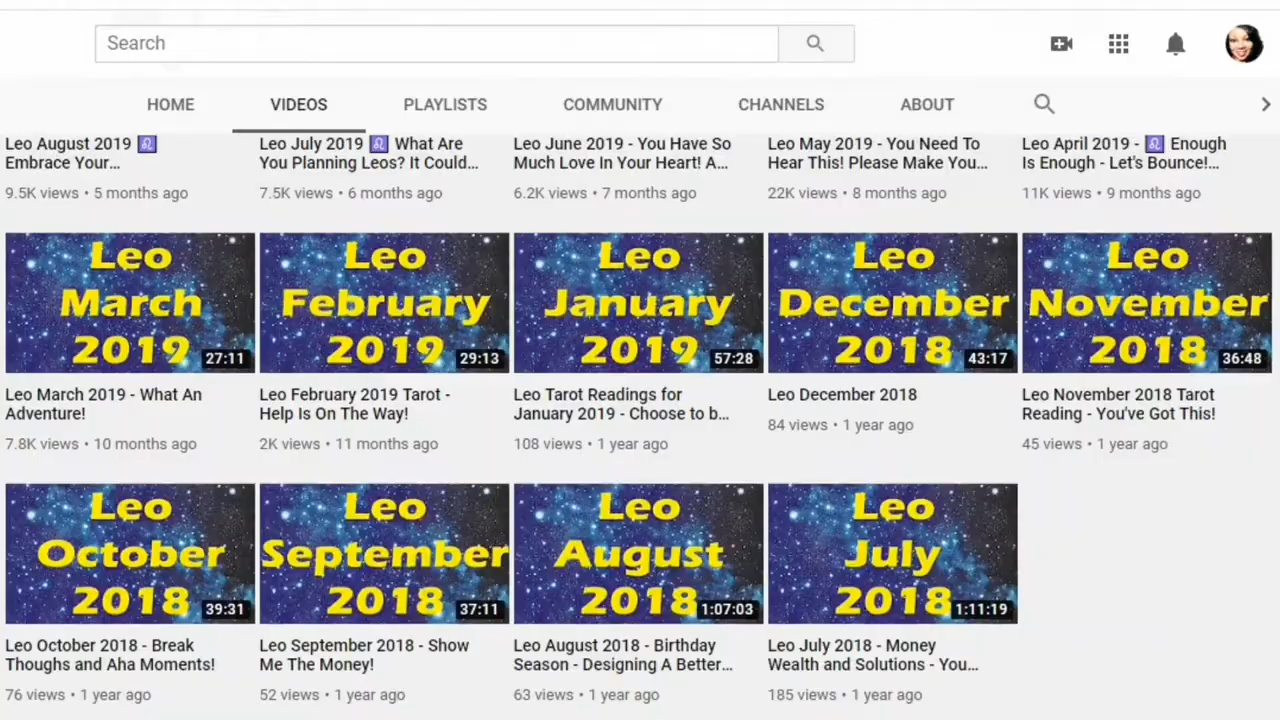 Search
HOME
VIDEOS
PLAYLISTS
COMMUNITY
CHANNELS
ABOUT
Leo August 2019 ♌
Embrace Your...
9.5K views • 5 months ago
Leo July 2019 ♌ What Are
You Planning Leos? It Could...
7.5K views • 6 months ago
Leo June 2019 - You Have So
Much Love In Your Heart! A...
6.2K views • 7 months ago
Leo May 2019 - You Need To
Hear This! Please Make You...
22K views • 8 months ago
Leo April 2019 - ♌ Enough
Is Enough - Let's Bounce!...
11K views • 9 months ago
Leo
March
2019
27:11
Leo March 2019 - What An
Adventure!
7.8K views • 10 months ago
Leo
February
2019
29:13
Leo February 2019 Tarot -
Help Is On The Way!
2K views • 11 months ago
Leo
January
2019
57:28
Leo Tarot Readings for
January 2019 - Choose to b...
108 views • 1 year ago
Leo
December
2018
43:17
Leo December 2018
84 views • 1 year ago
Leo
November
2018
36:48
Leo November 2018 Tarot
Reading - You've Got This!
45 views • 1 year ago
Leo
October
2018
39:31
Leo October 2018 - Break
Thoughs and Aha Moments!
76 views • 1 year ago
Leo
September
2018
37:11
Leo September 2018 - Show
Me The Money!
52 views • 1 year ago
Leo
August
2018
1:07:03
Leo August 2018 - Birthday
Season - Designing A Better...
63 views • 1 year ago
Leo
July
2018
1:11:19
Leo July 2018 - Money
Wealth and Solutions - You...
185 views • 1 year ago